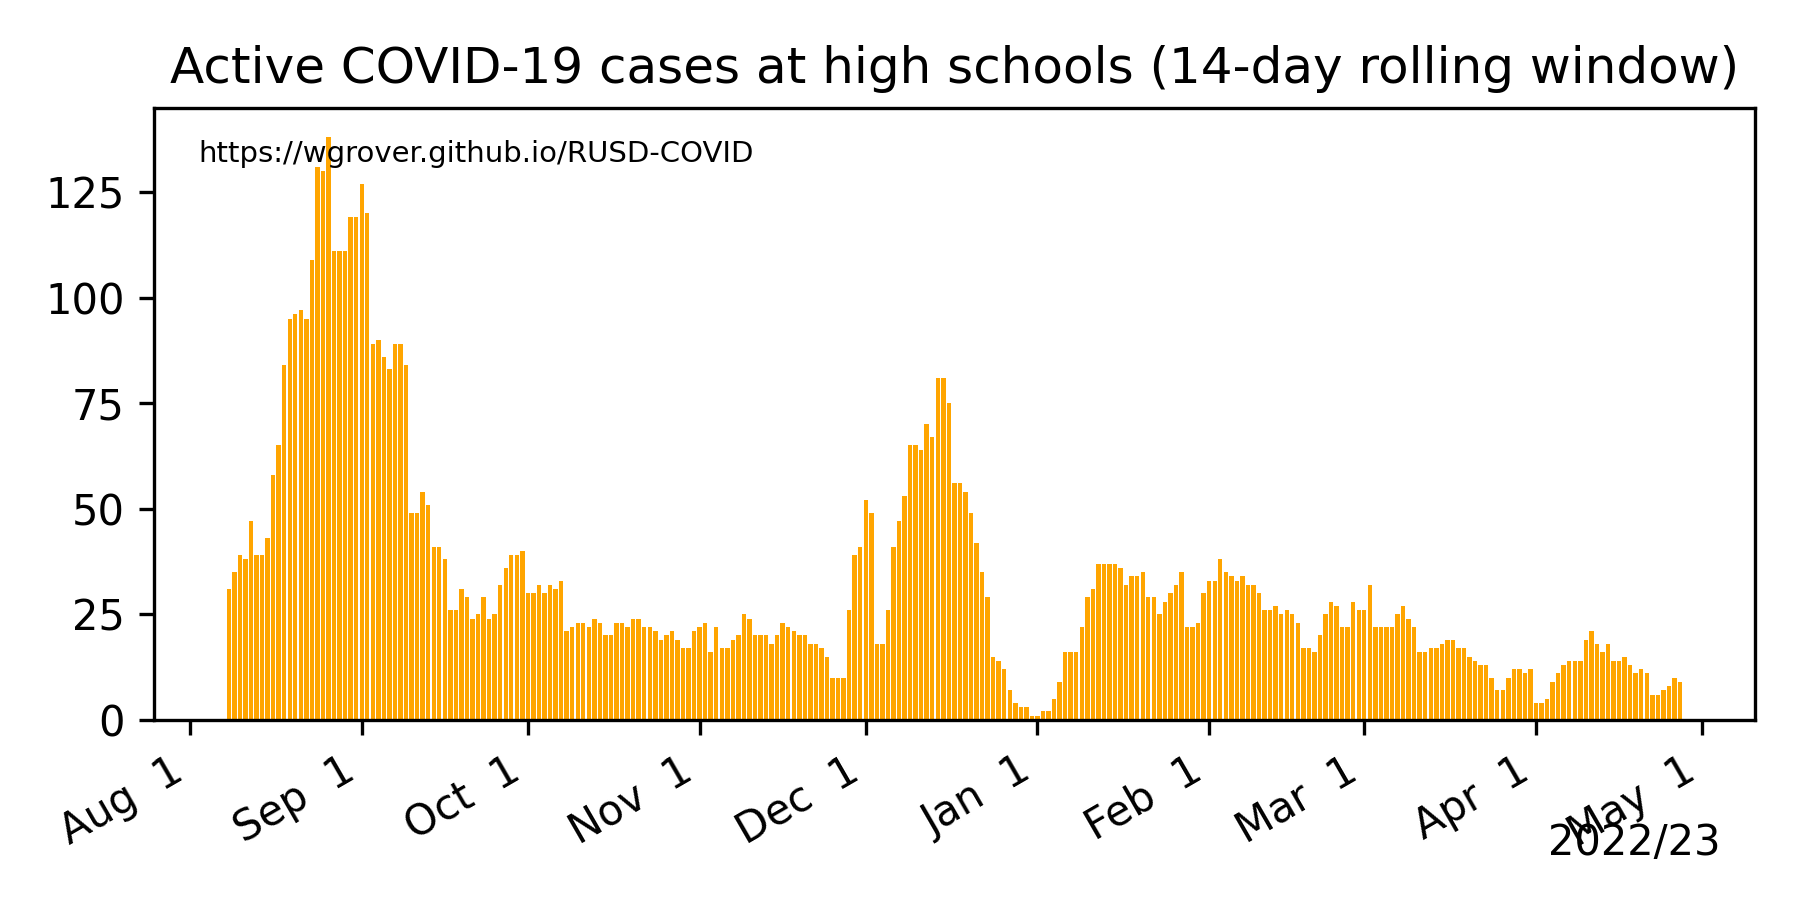 Active COVID-19 cases at high schools (14-day rolling window)
https://wgrover.github.io/RUSD-COVID
125
100
75
50
25
0
Aug 1
Sep 1
Oct 1
Nov 1
Dec 1
Jan 1
Feb 1
Mar 1
Apr 1
May 1
2022/23